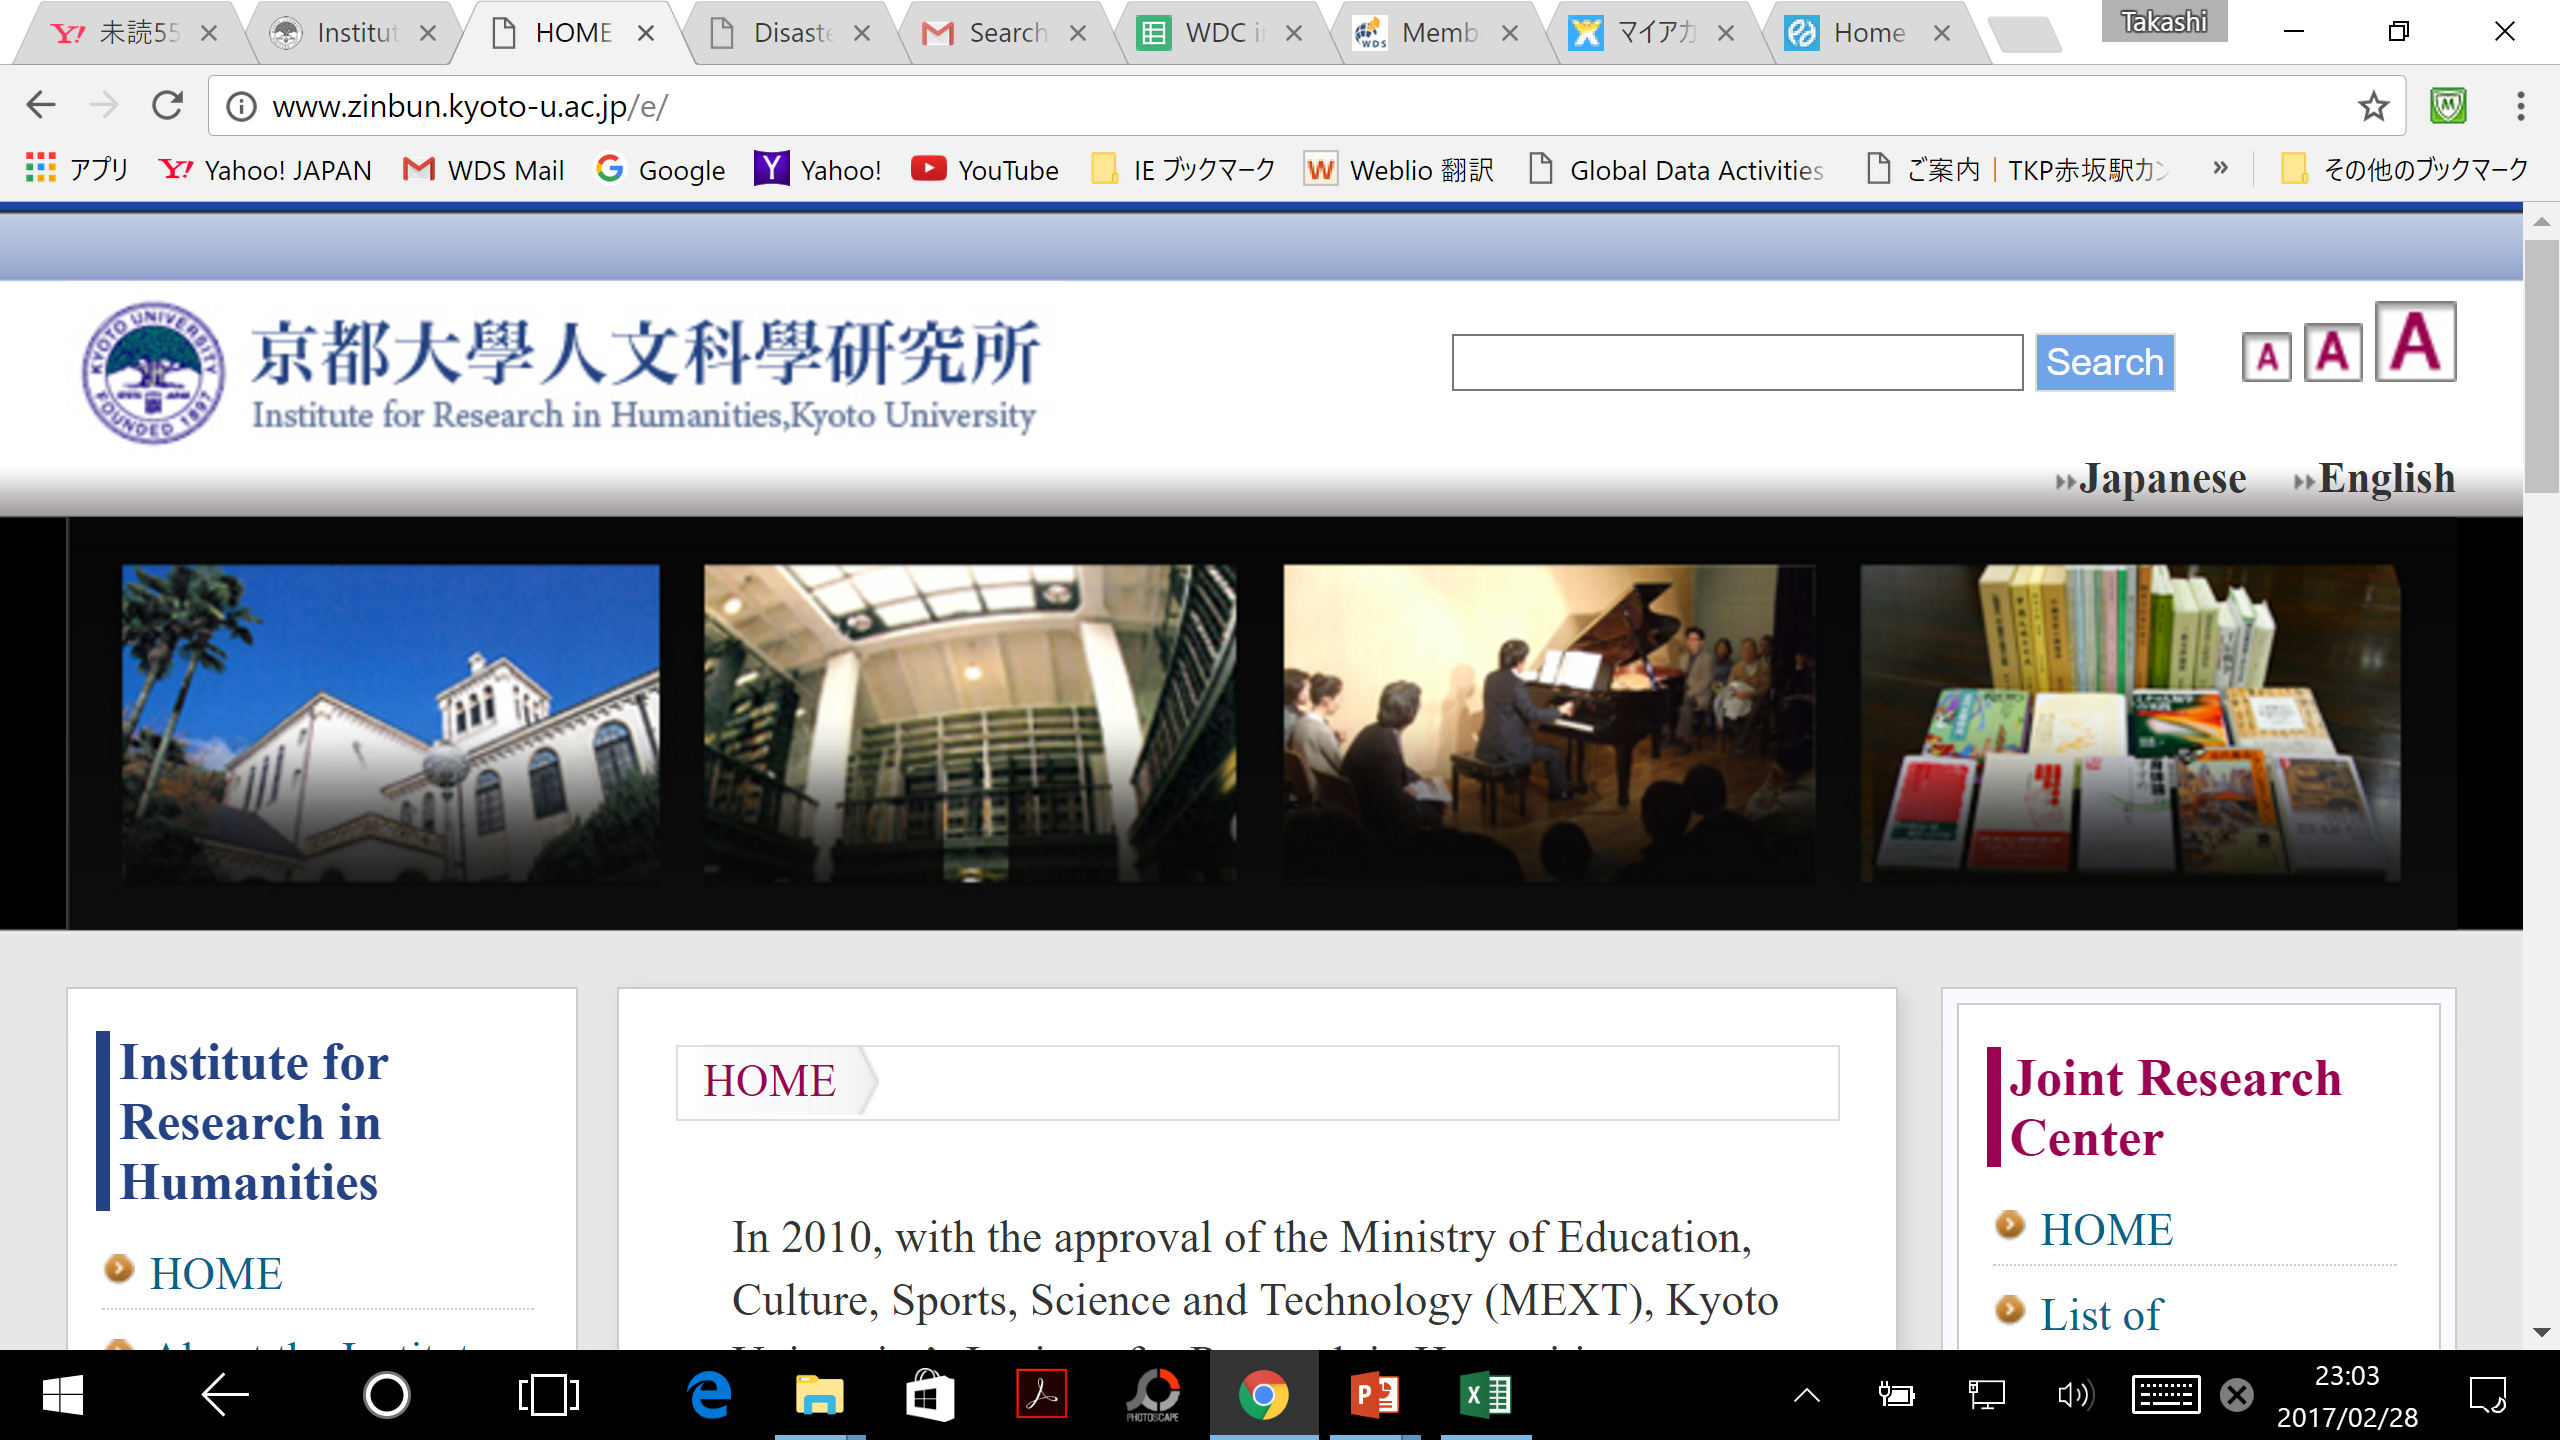 未読55
Institut
HOME
Disaste
Search
WDC i
Memb
マイアカ
Home
Takashi
www.zinbun.kyoto-u.ac.jp/e/
アプリ
Yahoo! JAPAN
WDS Mail
Google
Yahoo!
YouTube
IE ブックマーク
Weblio 翻訳
Global Data Activities
ご案内｜TKP赤坂駅カン
»
その他のブックマーク
KYOTO UNIVERSITY
FOUNDED 1897
京都大學人文科學研究所
Institute for Research in Humanities,Kyoto University
Search
A A A
Japanese
English
Institute for
Research in
Humanities
HOME
HOME
In 2010, with the approval of the Ministry of Education,
Culture, Sports, Science and Technology (MEXT), Kyoto
Joint Research
Center
HOME
List of
PHOTOSCAPE
23:03
2017/02/28